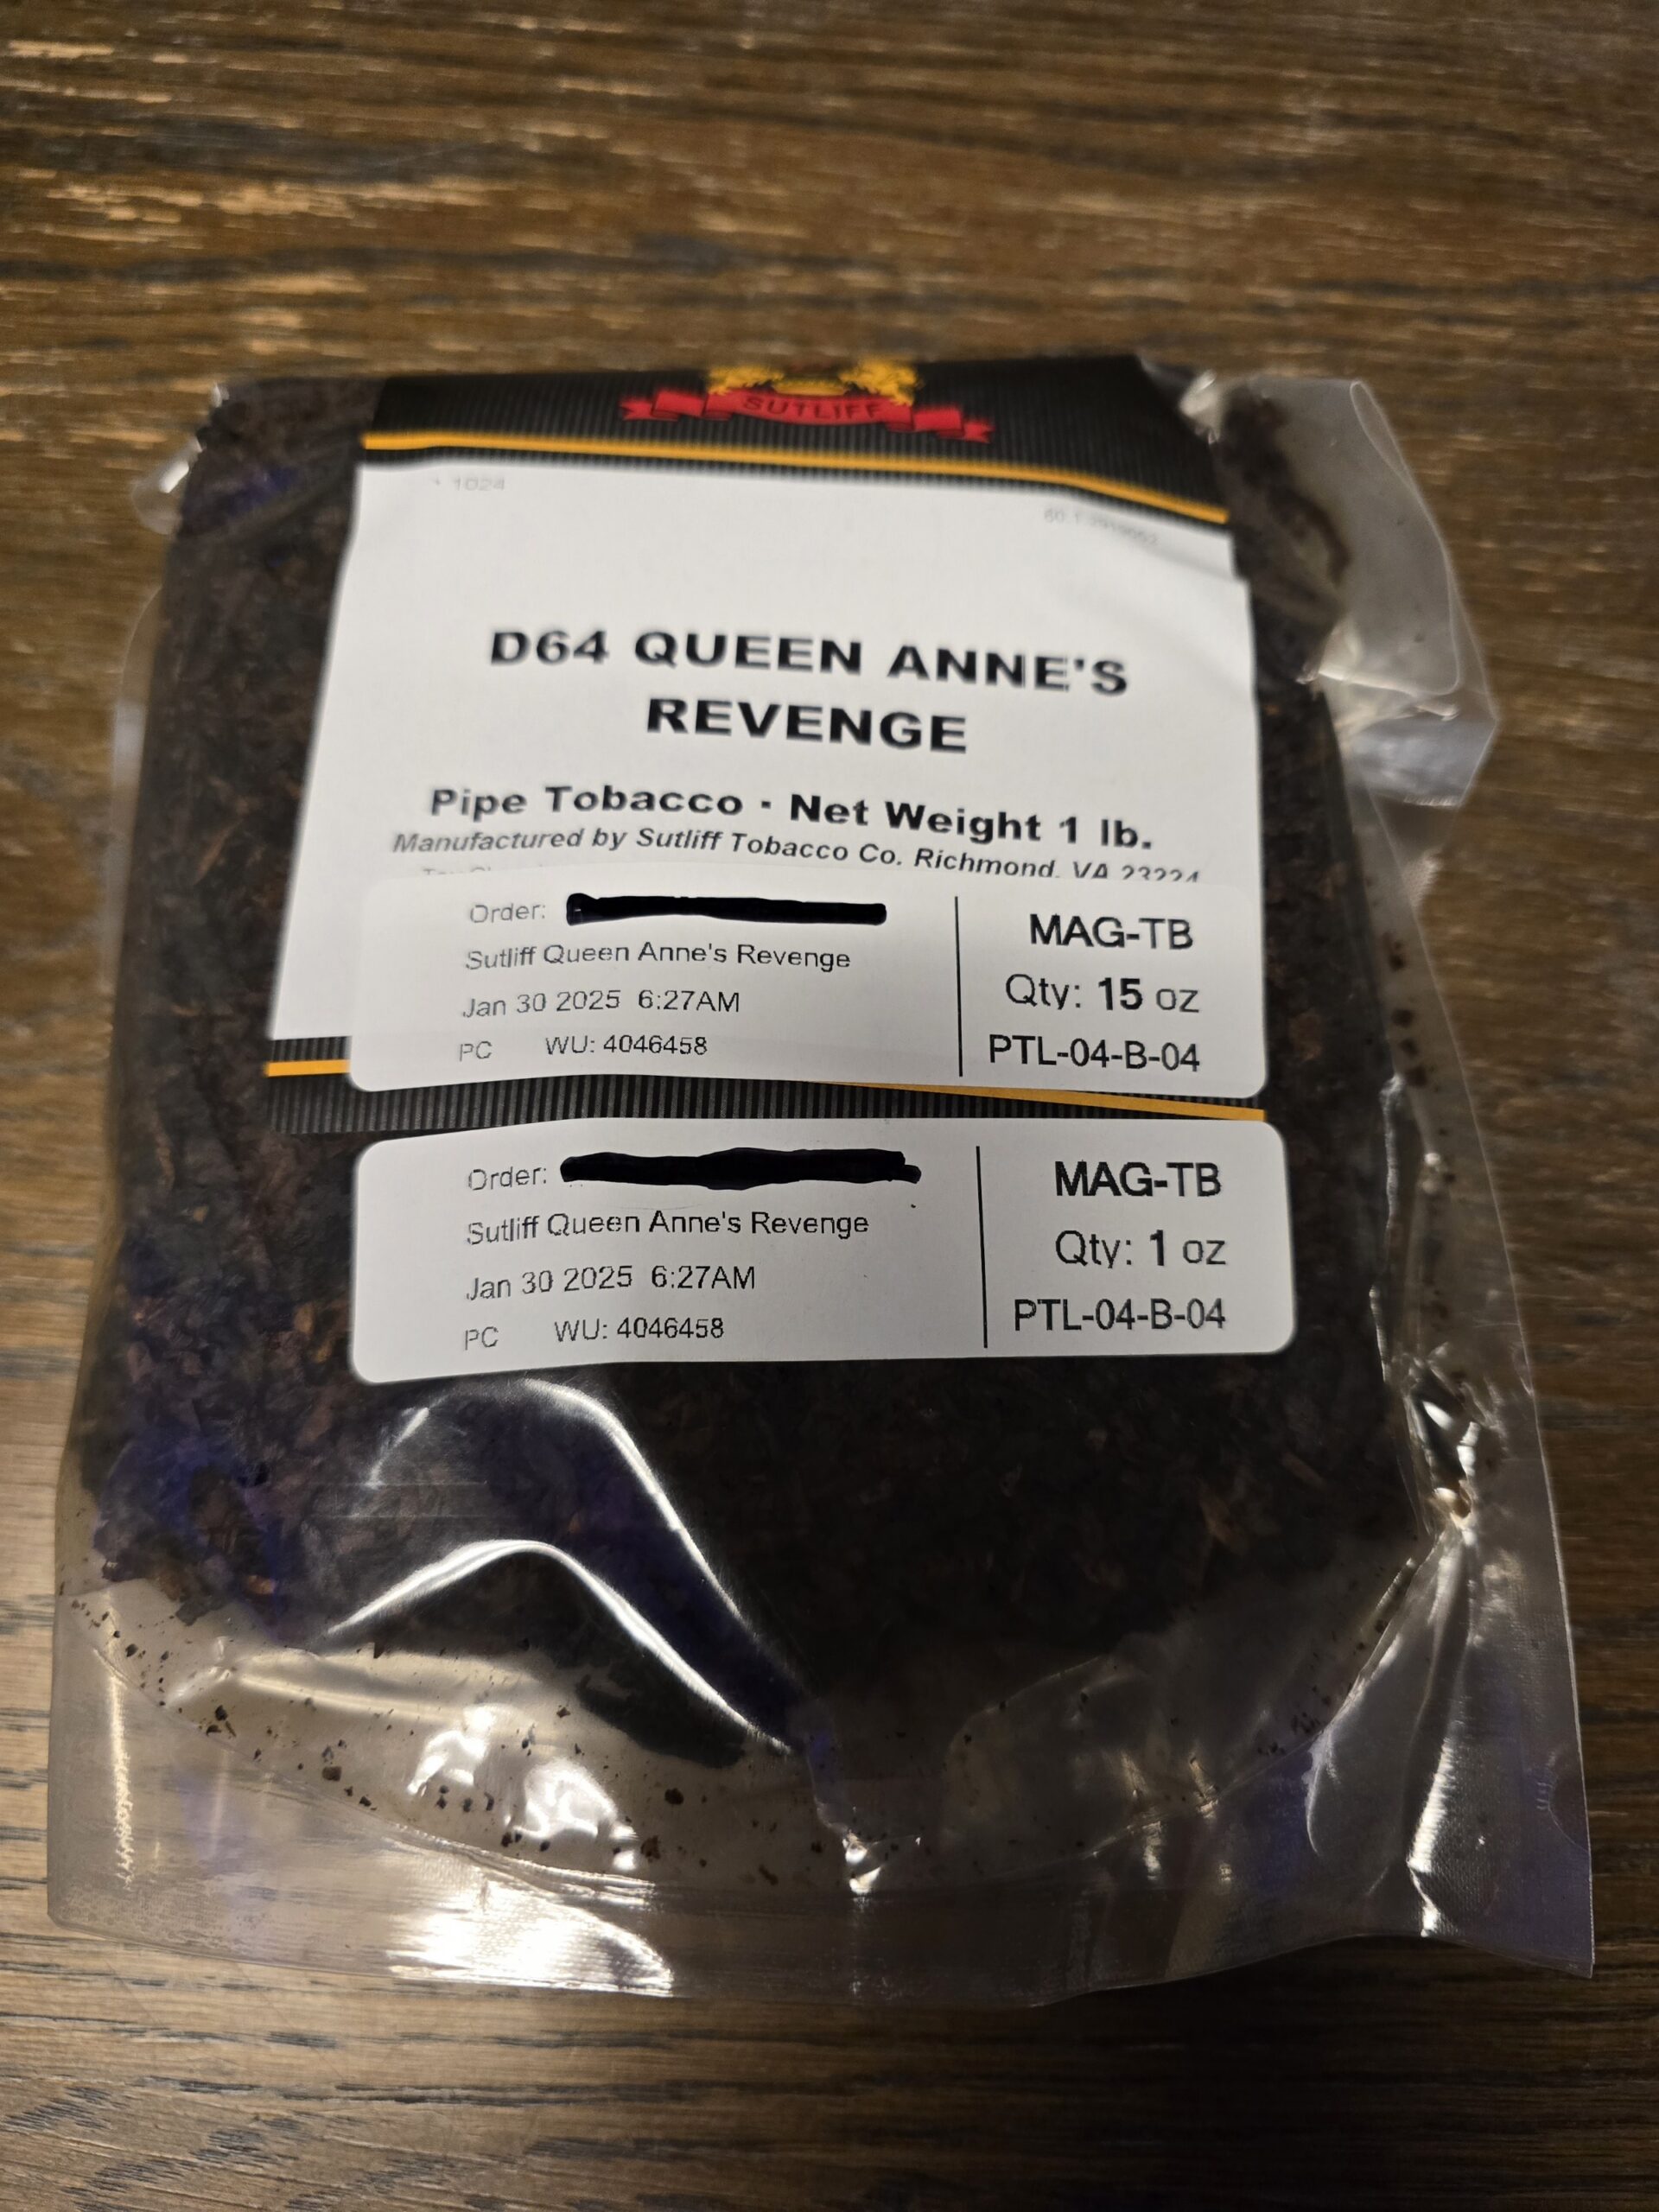 SUTLIFF
1024
D64 QUEEN ANNE'S
REVENGE
Pipe Tobacco · Net Weight 1 lb.
Manufactured by Sutliff Tobacco Co. Richmond, VA 23224
Order:
Sutliff Queen Anne's Revenge
Jan 30 2025 6:27AM
PC WU: 4046458
MAG-TB
Qty: 15 oz
PTL-04-B-04
Order:
Sutliff Queen Anne's Revenge
Jan 30 2025 6:27AM
PC WU: 4046458
MAG-TB
Qty: 1 oz
PTL-04-B-04